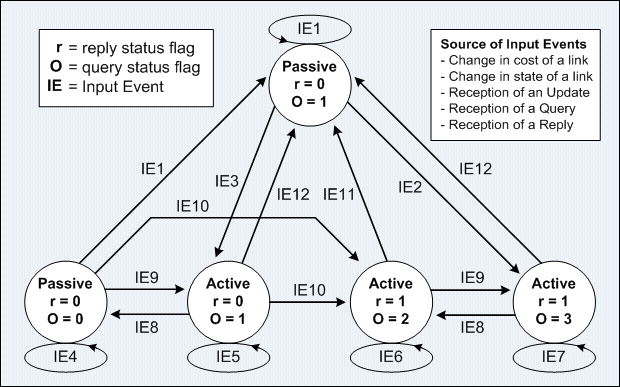 IE1
r = reply status flag
O = query status flag
IE = Input Event
Source of Input Events
- Change in cost of a link
- Change in state of a link
- Reception of an Update
- Reception of a Query
- Reception of a Reply
Passive
r = 0
O = 1
IE1
IE3
IE12
IE11
IE2
IE12
IE10
Passive
r = 0
O = 0
IE9
IE8
Active
r = 0
O = 1
IE10
Active
r = 1
O = 2
IE9
IE8
Active
r = 1
O = 3
IE4
IE5
IE6
IE7